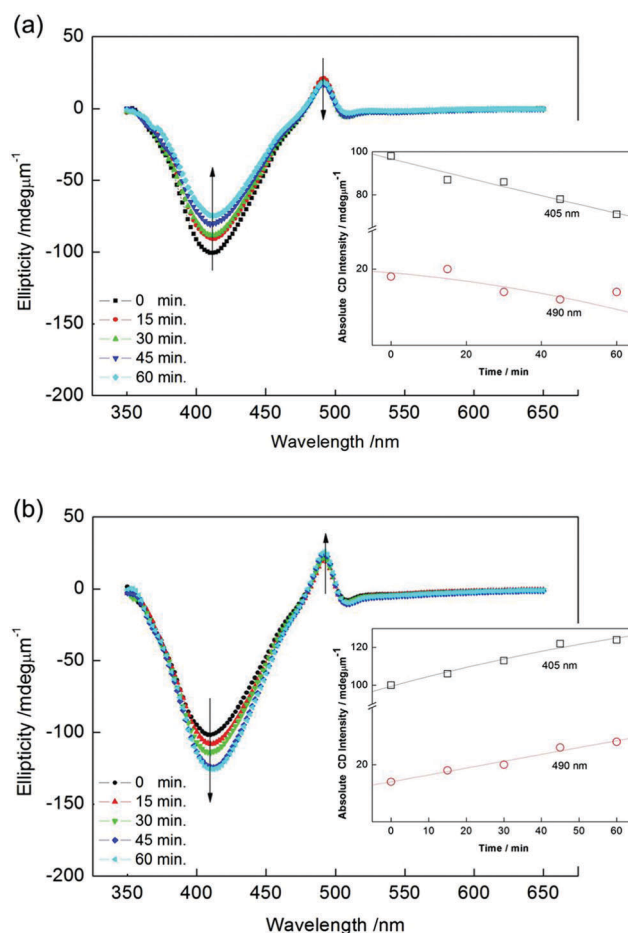 (a)
50
0
-50
-100
-150
-200
Ellipticity /mdegμm⁻¹
0 min.
15 min.
30 min.
45 min.
60 min.
350 400 450 500 550 600 650
Wavelength /nm
100
80
20
Absolute CD Intensity / mdegμm⁻¹
405 nm
490 nm
0 20 40 60
Time / min
(b)
50
0
-50
-100
-150
-200
Ellipticity /mdegμm⁻¹
0 min.
15 min.
30 min.
45 min.
60 min.
350 400 450 500 550 600 650
Wavelength /nm
120
100
20
Absolute CD Intensity / mdegμm⁻¹
405 nm
490 nm
0 10 20 30 40 50 60
Time / min